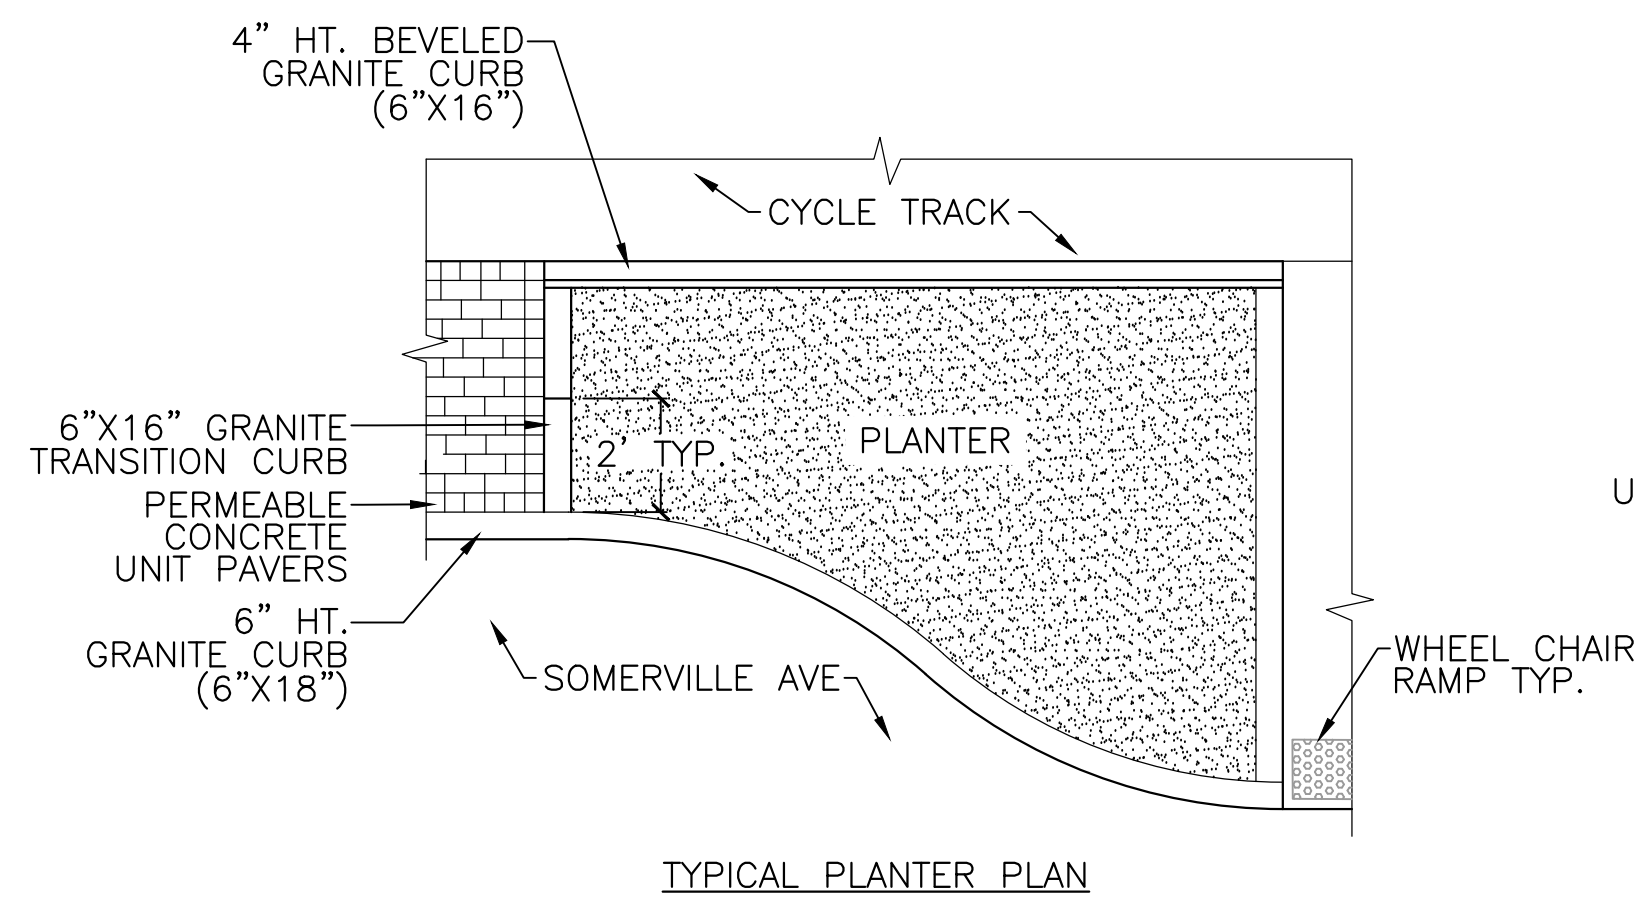 4” HT. BEVELED
GRANITE CURB
(6”X16”)
CYCLE TRACK
6”X16” GRANITE
TRANSITION CURB
2’ TYP.
PLANTER
PERMEABLE
CONCRETE
UNIT PAVERS
U
6” HT.
GRANITE CURB
(6”X18”)
SOMERVILLE AVE
WHEEL CHAIR
RAMP TYP.
TYPICAL PLANTER PLAN